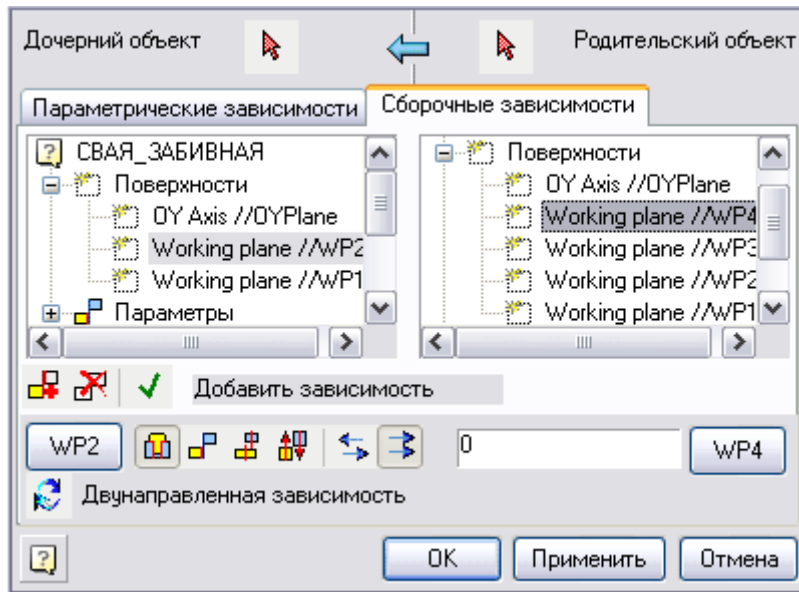 Дочерний объект
Родительский объект
Параметрические зависимости
Сборочные зависимости
СВАЯ_ЗАБИВНАЯ
Поверхности
OY Axis //OYPlane
Working plane //WP2
Working plane //WP1
Параметры
Поверхности
OY Axis //OYPlane
Working plane //WP4
Working plane //WP3
Working plane //WP2
Working plane //WP1
Добавить зависимость
WP2
0
WP4
Двунаправленная зависимость
OK
Применить
Отмена